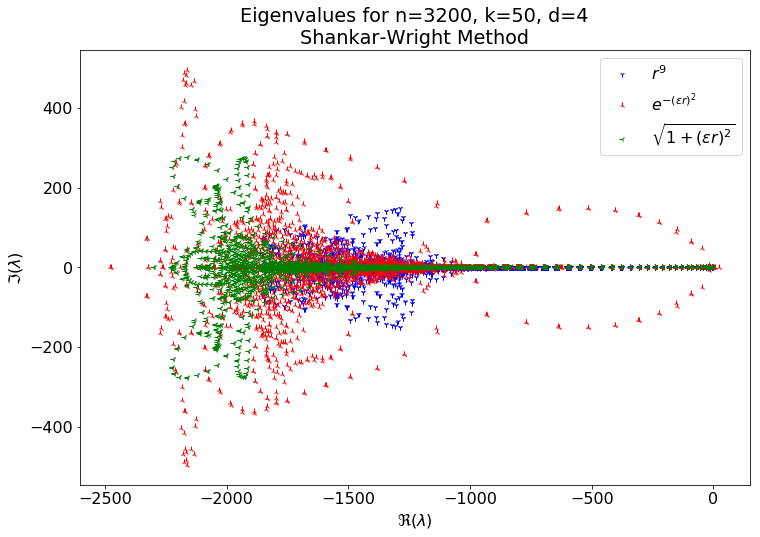 Eigenvalues for n=3200, k=50, d=4
Shankar-Wright Method
r⁹
e^{-(εr)²}
√1 + (εr)²
400
200
0
−200
−400
ℑ(λ)
−2500 −2000 −1500 −1000 −500 0
ℜ(λ)